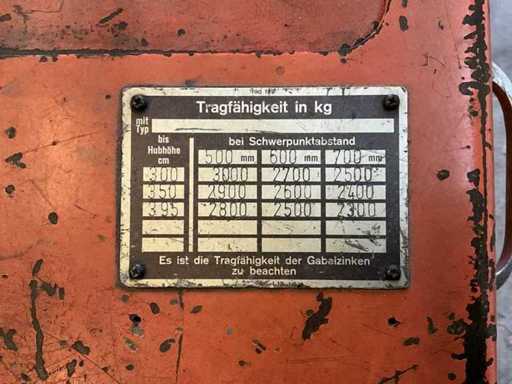 Tragfähigkeit in kg
mit
Typ
bis
Hubhöhe
cm
bei Schwerpunktabstand
500 mm 600 mm 700 mm
300 3000 2700 2500
350 2900 2600 2400
395 2800 2500 2300
Es ist die Tragfähigkeit der Gabelzinken
zu beachten